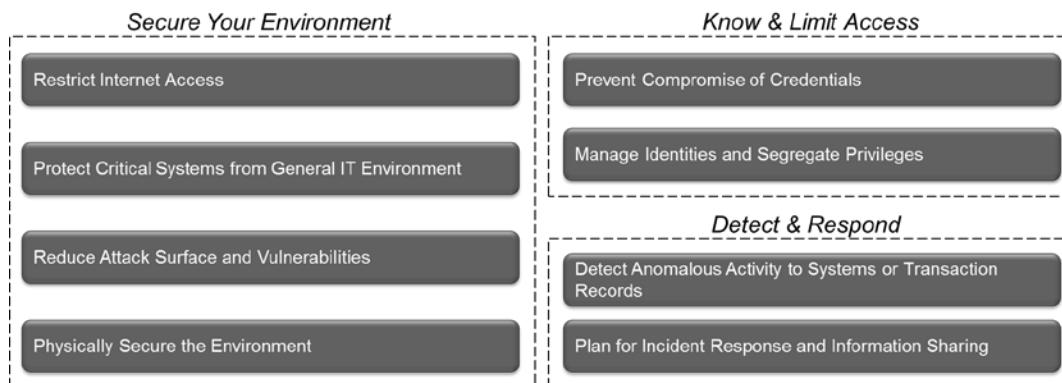 Secure Your Environment
Restrict Internet Access
Protect Critical Systems from General IT Environment
Reduce Attack Surface and Vulnerabilities
Physically Secure the Environment
Know & Limit Access
Prevent Compromise of Credentials
Manage Identities and Segregate Privileges
Detect & Respond
Detect Anomalous Activity to Systems or Transaction
Records
Plan for Incident Response and Information Sharing